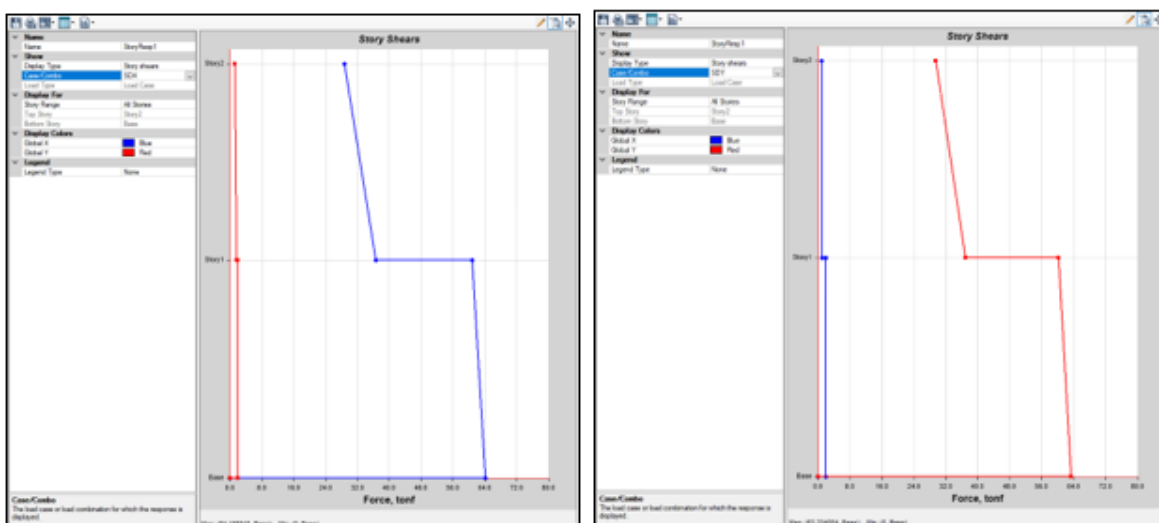 Name
Name StoryResp1
Show
Display Type Story shears
Case/Combo SDX
Load Type Load Case
Display For
Story Range All Stories
Top Story Story2
Bottom Story Base
Display Colors
Global X Blue
Global Y Red
Legend
Legend Type None
Case/Combo
The load case or load combination for which the response is
displayed.
Story Shears
Story2
Story1
Base
0.0 8.0 16.0 24.0 32.0 40.0 48.0 56.0 64.0 72.0 80.0
Force, tonf
Name
Name StoryResp1
Show
Display Type Story shears
Case/Combo SDY
Load Type Load Case
Display For
Story Range All Stories
Top Story Story2
Bottom Story Base
Display Colors
Global X Blue
Global Y Red
Legend
Legend Type None
Case/Combo
The load case or load combination for which the response is
displayed.
Story Shears
Story2
Story1
Base
0.0 8.0 16.0 24.0 32.0 40.0 48.0 56.0 64.0 72.0 80.0
Force, tonf